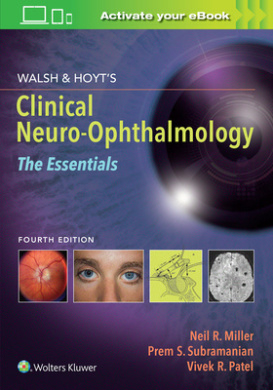 Activate your eBook
WALSH & HOYT'S
Clinical
Neuro-Ophthalmology
The Essentials
FOURTH EDITION
Neil R. Miller
Prem S. Subramanian
Vivek R. Patel
Wolters Kluwer